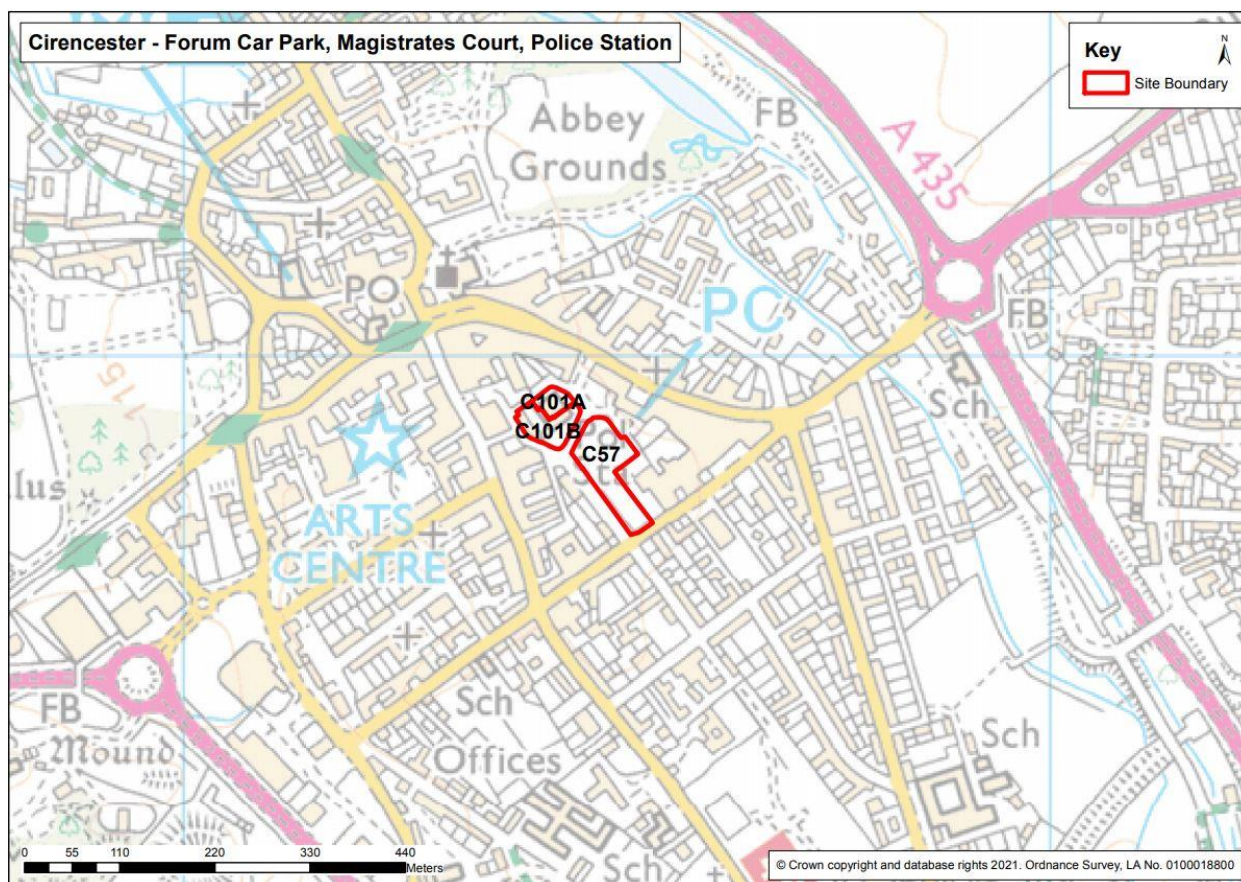 Cirencester - Forum Car Park, Magistrates Court, Police Station
Key
N
Site Boundary
Abbey
Grounds
FB
A 435
PO
PC
FB
115
C101A
C101B
C57
Sch
Sta
lus
ARTS
CENTRE
FB
Mound
Sch
Offices
Sch
Sch
0 55 110 220 330 440
Meters
© Crown copyright and database rights 2021. Ordnance Survey, LA No. 0100018800